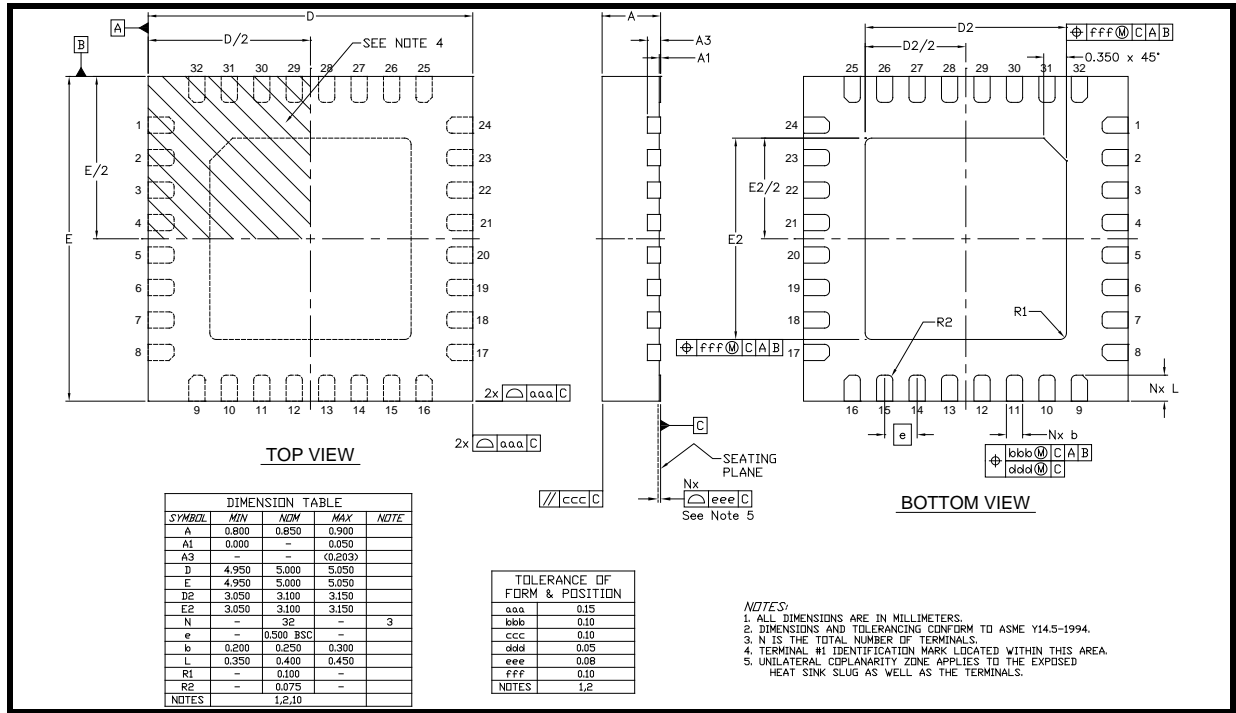 D
A
A
D2
fff M C A B
D/2
SEE NOTE 4
A3
D2/2
B
A1
0.350 x 45°
32 31 30 29 28 27 26 25
25 26 27 28 29 30 31 32
1
24
24
1
2
23
23
2
E/2
3
22
E2/2
22
3
4
21
21
4
E
E2
5
20
20
5
6
19
19
6
7
18
18
7
R2
R1
8
17
fff M C A B
17
8
Nx L
9 10 11 12 13 14 15 16
2x aaa C
16 15 14 13 12 11 10 9
C
e
Nx b
2x aaa C
bbb M C A B
ddd M C
TOP VIEW
SEATING
PLANE
Nx
// ccc C
eee C
See Note 5
BOTTOM VIEW
DIMENSION TABLE
SYMBOL MIN NOM MAX NOTE
A 0.800 0.850 0.900
A1 0.000 - 0.050
A3 - - (0.203)
D 4.950 5.000 5.050
E 4.950 5.000 5.050
D2 3.050 3.100 3.150
E2 3.050 3.100 3.150
N - 32 - 3
e - 0.500 BSC -
b 0.200 0.250 0.300
L 0.350 0.400 0.450
R1 - 0.100 -
R2 - 0.075 -
NOTES 1,2,10
TOLERANCE OF
FORM & POSITION
aaa 0.15
bbb 0.10
ccc 0.10
ddd 0.05
eee 0.08
fff 0.10
NOTES 1,2
NOTES:
1. ALL DIMENSIONS ARE IN MILLIMETERS.
2. DIMENSIONS AND TOLERANCING CONFORM TO ASME Y14.5-1994.
3. N IS THE TOTAL NUMBER OF TERMINALS.
4. TERMINAL #1 IDENTIFICATION MARK LOCATED WITHIN THIS AREA.
5. UNILATERAL COPLANARITY ZONE APPLIES TO THE EXPOSED
HEAT SINK SLUG AS WELL AS THE TERMINALS.